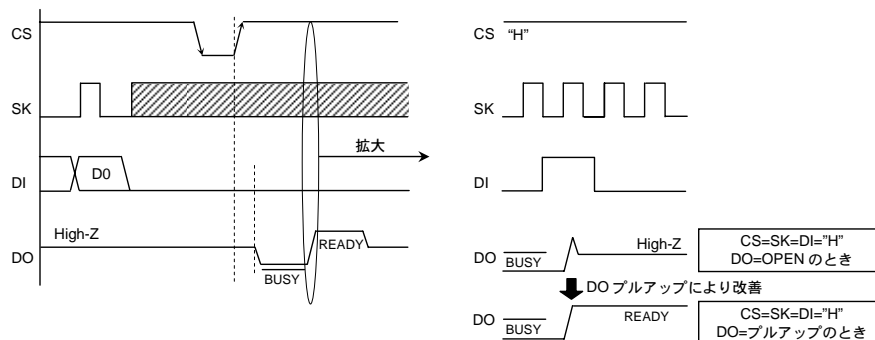 CS
SK
DI
D0
DO
High-Z
BUSY
READY
拡大
CS "H"
SK
DI
DO
BUSY
High-Z
CS=SK=DI="H"
DO=OPEN のとき
DO プルアップにより改善
DO
BUSY
READY
CS=SK=DI="H"
DO=プルアップのとき